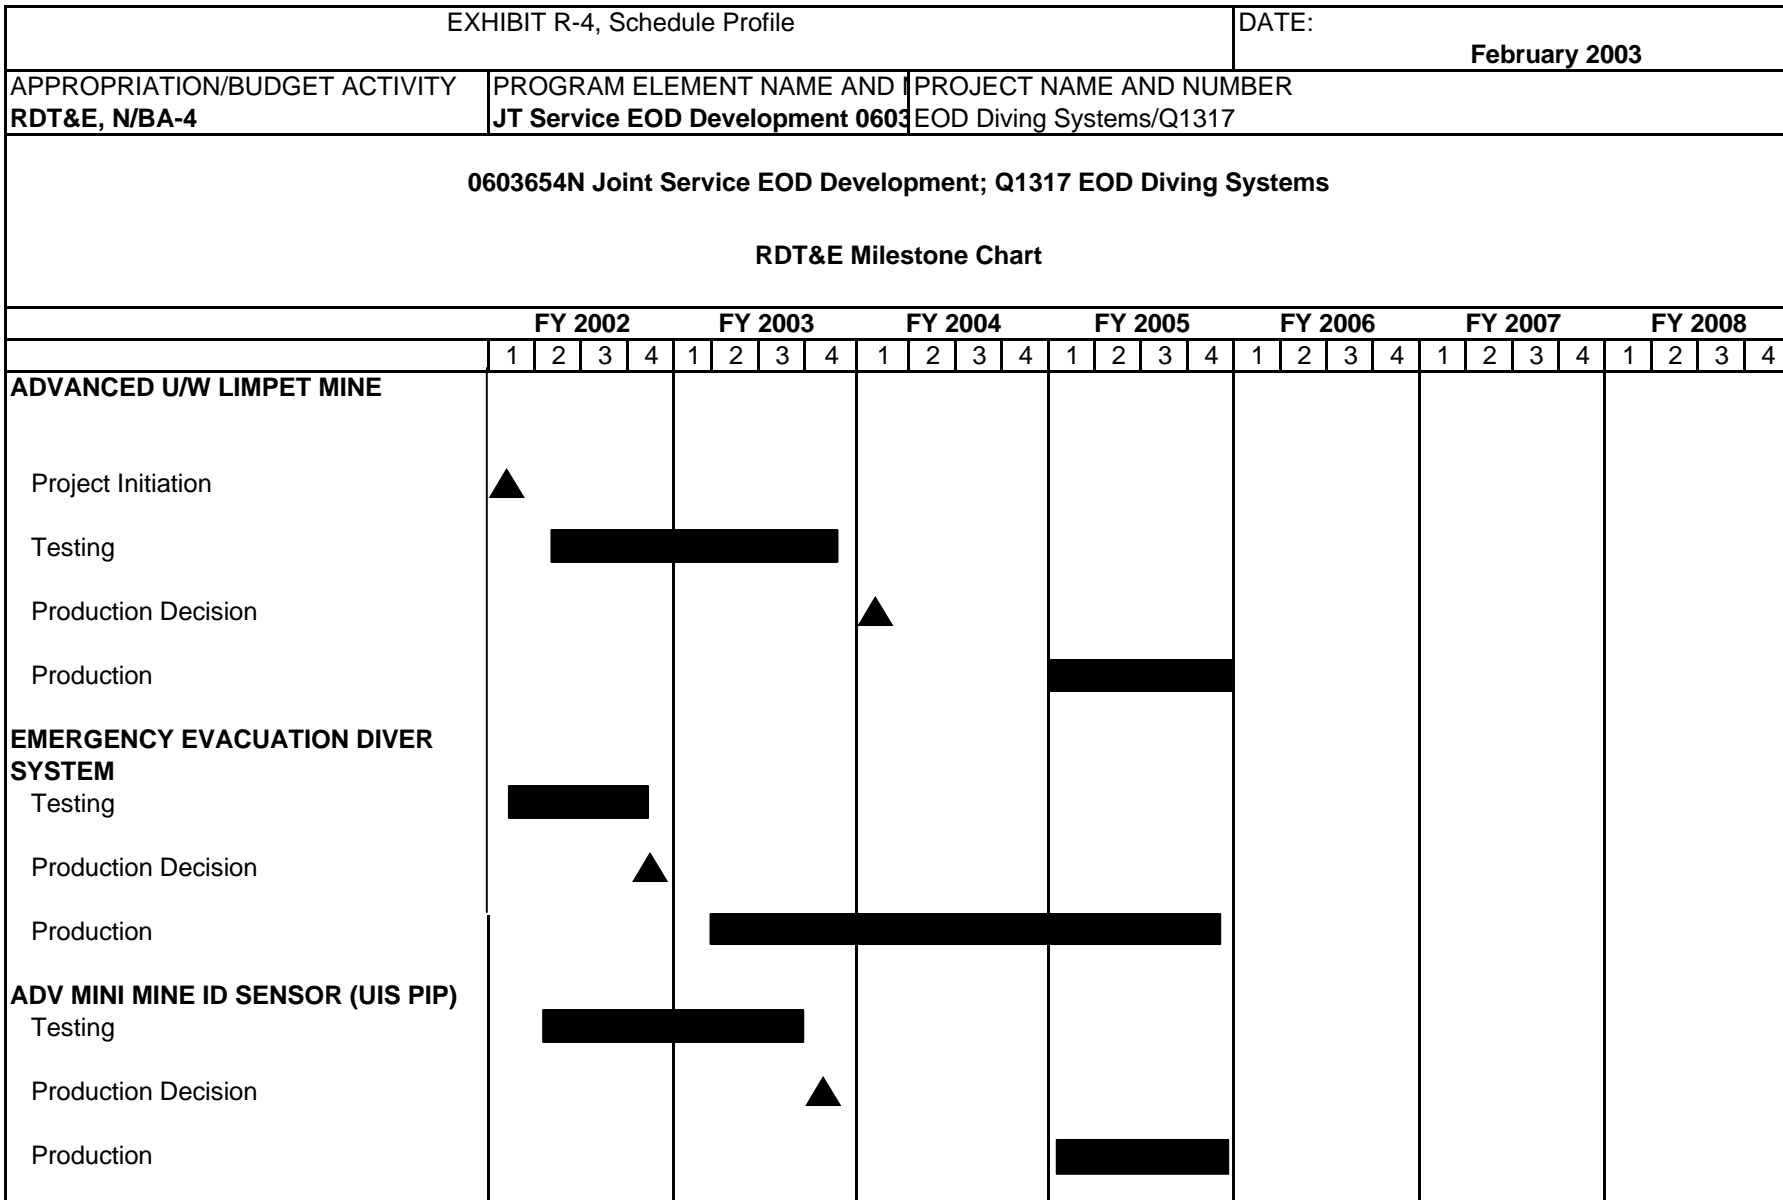 EXHIBIT R-4, Schedule Profile DATE:
February 2003
APPROPRIATION/BUDGET ACTIVITY PROGRAM ELEMENT NAME AND PROJECT NAME AND NUMBER
RDT&E, N/BA-4 JT Service EOD Development 0603 EOD Diving Systems/Q1317
0603654N Joint Service EOD Development; Q1317 EOD Diving Systems
RDT&E Milestone Chart
FY 2002 FY 2003 FY 2004 FY 2005 FY 2006 FY 2007 FY 2008
1 2 3 4 1 2 3 4 1 2 3 4 1 2 3 4 1 2 3 4 1 2 3 4 1 2 3 4
ADVANCED U/W LIMPET MINE
Project Initiation
Testing
Production Decision
Production
EMERGENCY EVACUATION DIVER
SYSTEM
Testing
Production Decision
Production
ADV MINI MINE ID SENSOR (UIS PIP)
Testing
Production Decision
Production